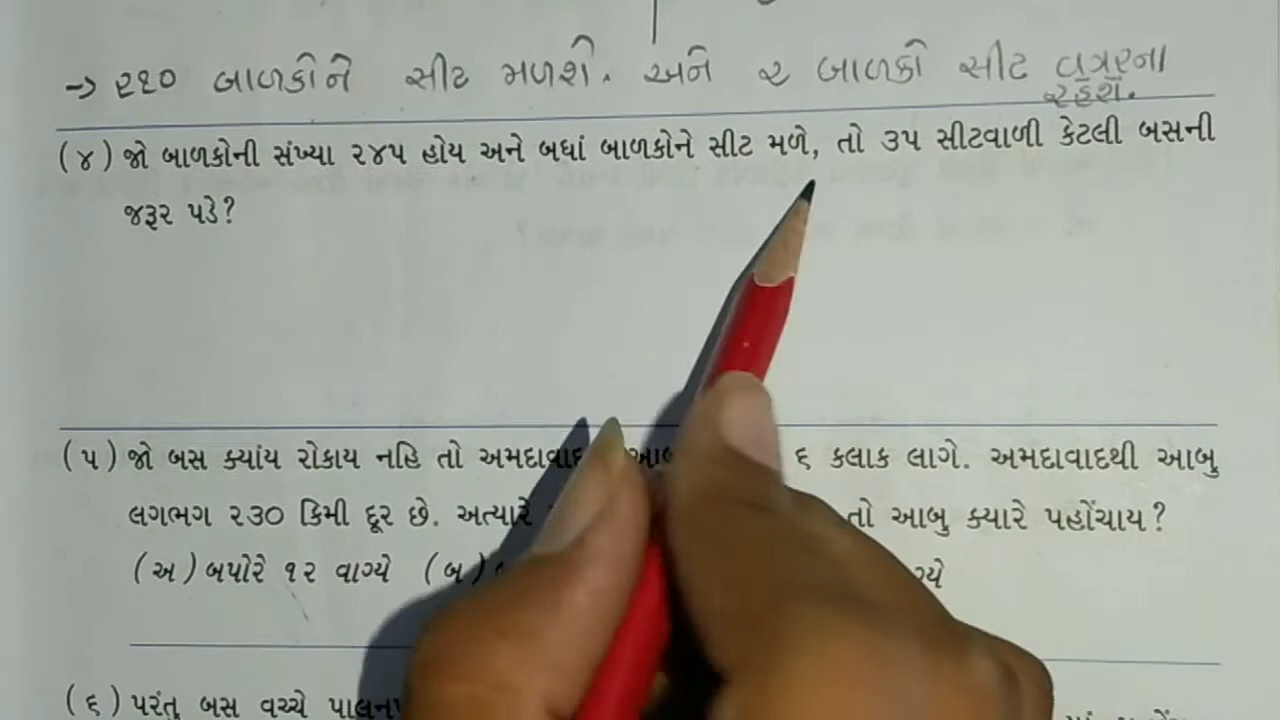 → ૨૧૦ બાળકોને સીટ મળશે. અને ૨ બાળકો સીટ વગરના
રહેશે.
(૪) જો બાળકોની સંખ્યા ૨૪૫ હોય અને બધાં બાળકોને સીટ મળે, તો ૩૫ સીટવાળી કેટલી બસની
જરૂર પડે?
(૫) જો બસ ક્યાંય રોકાય નહિ તો અમદાવાદ ૬ કલાક લાગે. અમદાવાદથી આબુ
લગભગ ૨૩૦ કિમી દૂર છે. અત્યારે તો આબુ ક્યારે પહોંચાય?
(અ) બપોરે ૧૨ વાગ્યે (બ)
(૬) પરંતુ બસ વચ્ચે